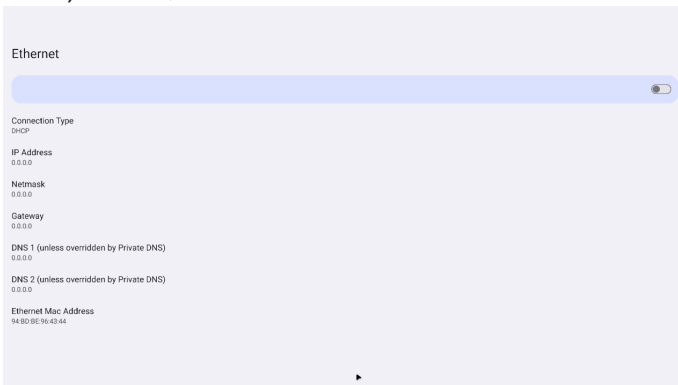 Ethernet
Connection Type
DHCP
IP Address
0.0.0.0
Netmask
0.0.0.0
Gateway
0.0.0.0
DNS 1 (unless overridden by Private DNS)
0.0.0.0
DNS 2 (unless overridden by Private DNS)
0.0.0.0
Ethernet Mac Address
94:BD:BE:96:43:44